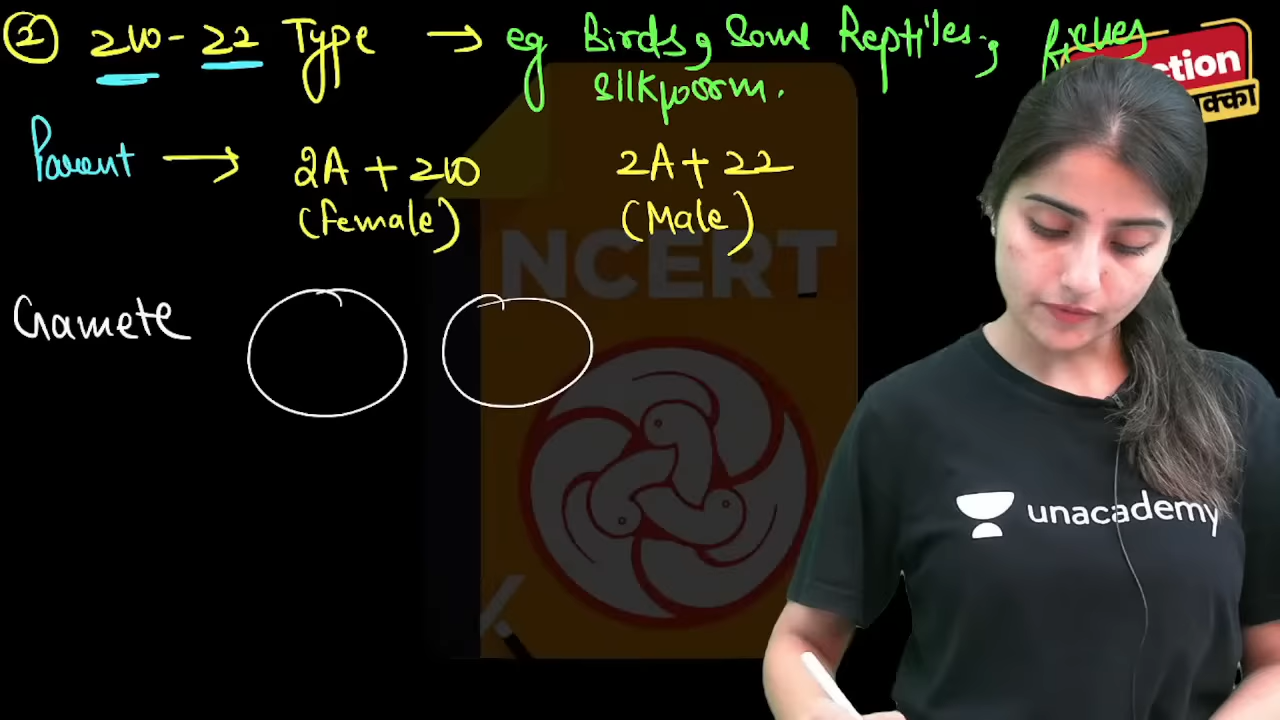 ② ZW - ZZ Type → eg Birds, Some Reptiles, fishes
silkworm.
ction
क्का
Parent → 2A + ZW 2A + ZZ
(Female) (Male)
NCERT
Gamete
unacademy